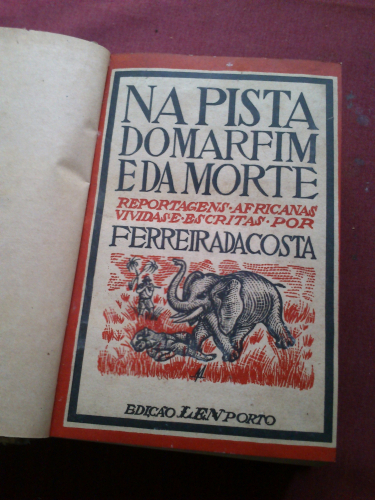 NA PISTA
DO MARFIM
E DA MORTE
REPORTAGENS · AFRICANAS
VIVIDAS · E · ESCRITAS · POR
FERREIRA DA COSTA
EDIÇÃO LEN PORTO